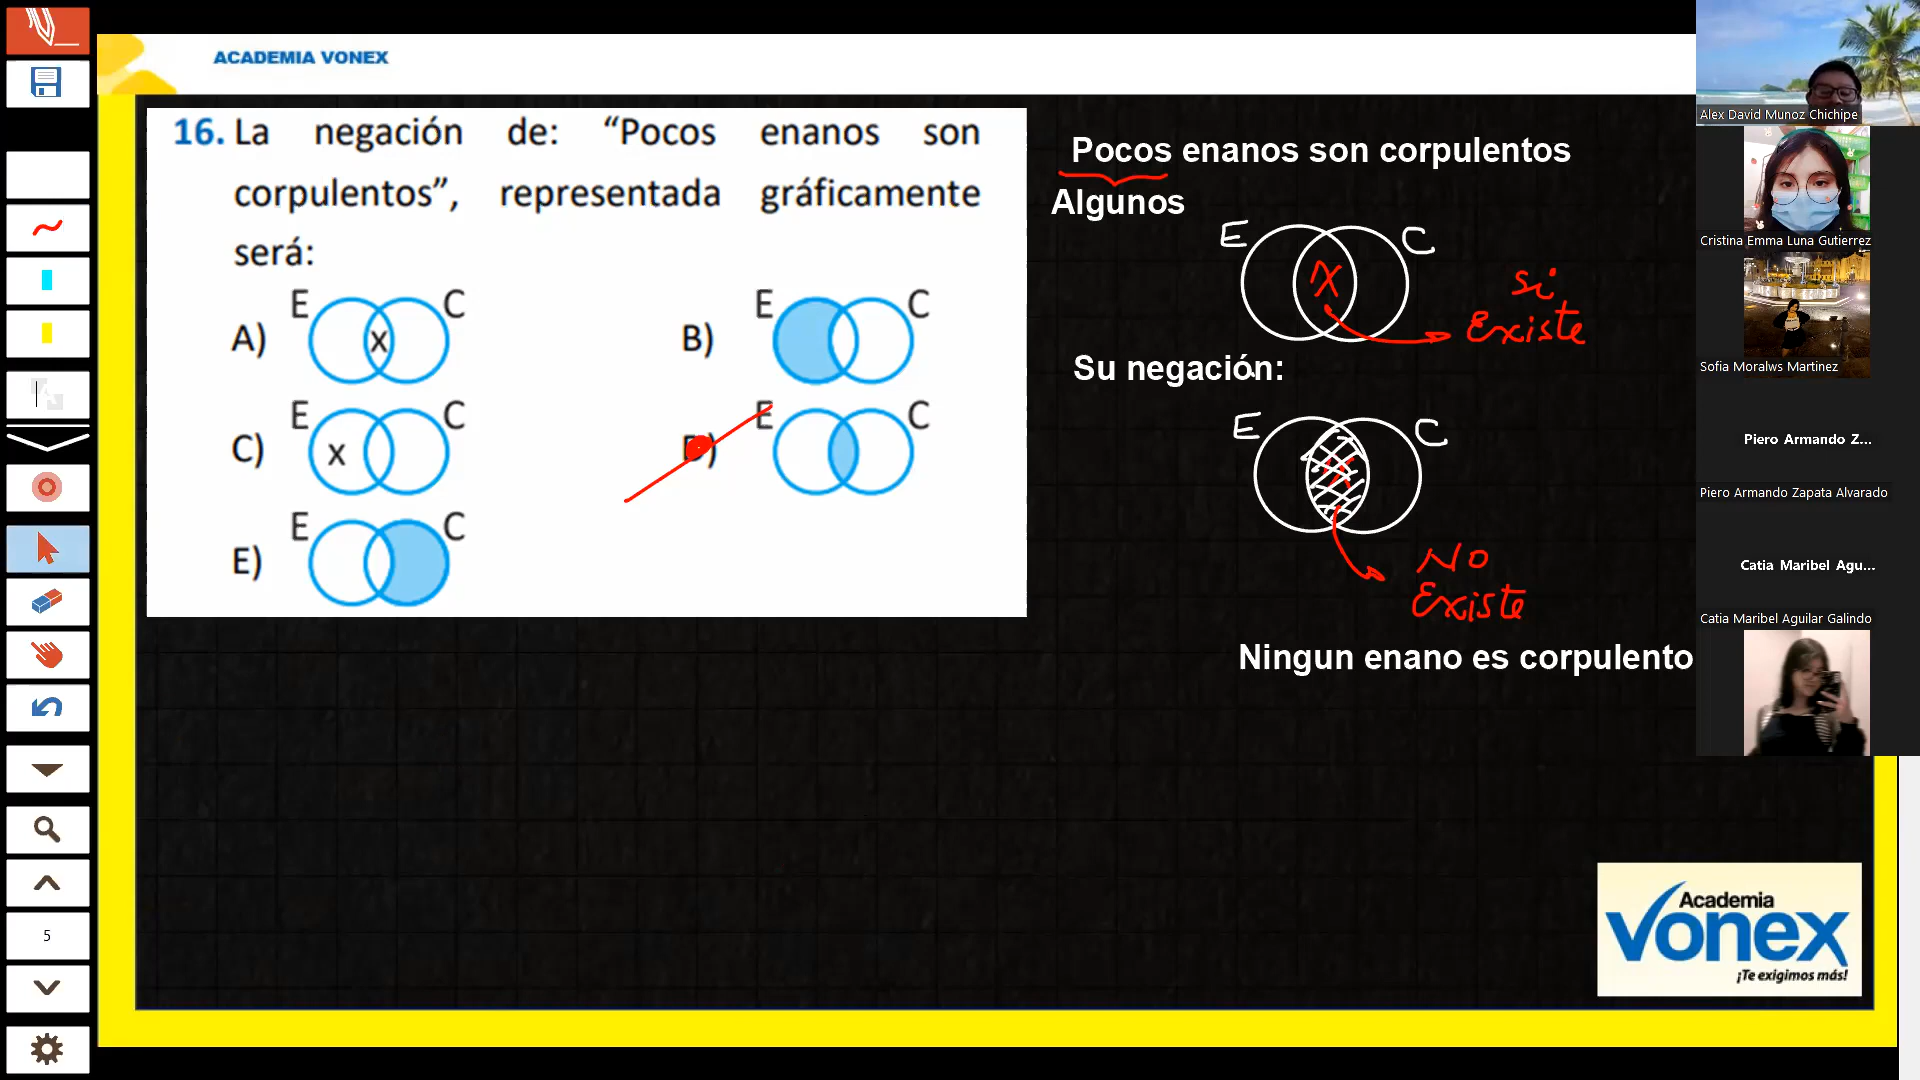 ACADEMIA VONEX
16. La negación de: “Pocos enanos son
corpulentos”, representada gráficamente
será:
A) E x C
B) E C
C) E x C
D) E C
E) E C
Pocos enanos son corpulentos
Algunos
E X C
si
Existe
Su negación:
E C
No
Existe
Ningun enano es corpulento
Alex David Munoz Chichipe
Cristina Emma Luna Gutierrez
Sofia Moralws Martinez
Piero Armando Z...
Piero Armando Zapata Alvarado
Catia Maribel Agu...
Catia Maribel Aguilar Galindo
5
Academia
vonex
¡Te exigimos más!